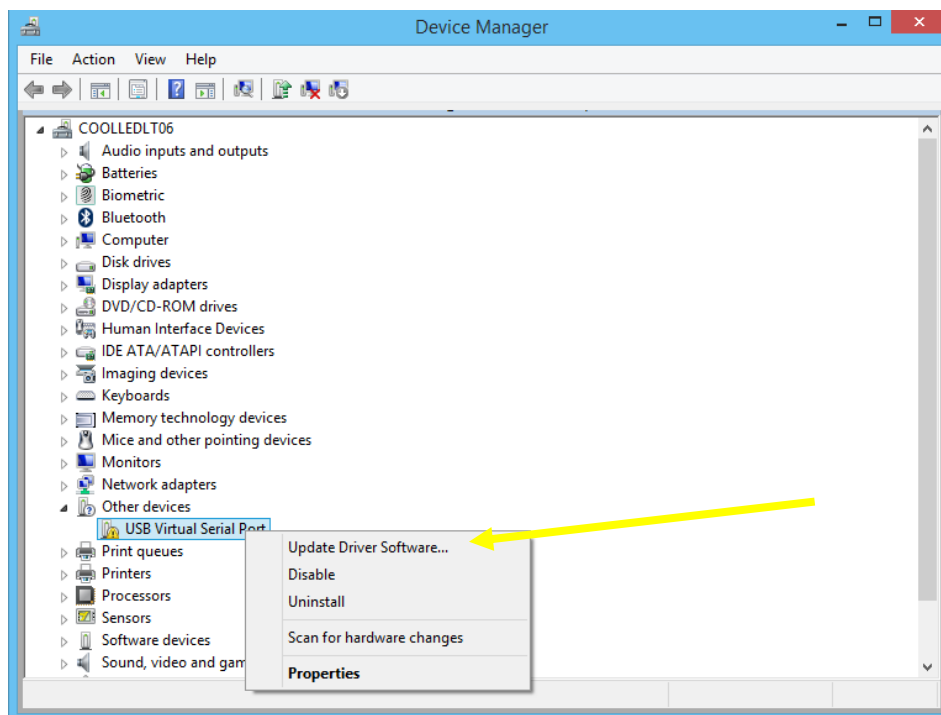 Device Manager
File Action View Help
COOLLEDLT06
Audio inputs and outputs
Batteries
Biometric
Bluetooth
Computer
Disk drives
Display adapters
DVD/CD-ROM drives
Human Interface Devices
IDE ATA/ATAPI controllers
Imaging devices
Keyboards
Memory technology devices
Mice and other pointing devices
Monitors
Network adapters
Other devices
USB Virtual Serial Port
Print queues
Printers
Processors
Sensors
Software devices
Sound, video and gam
Update Driver Software...
Disable
Uninstall
Scan for hardware changes
Properties